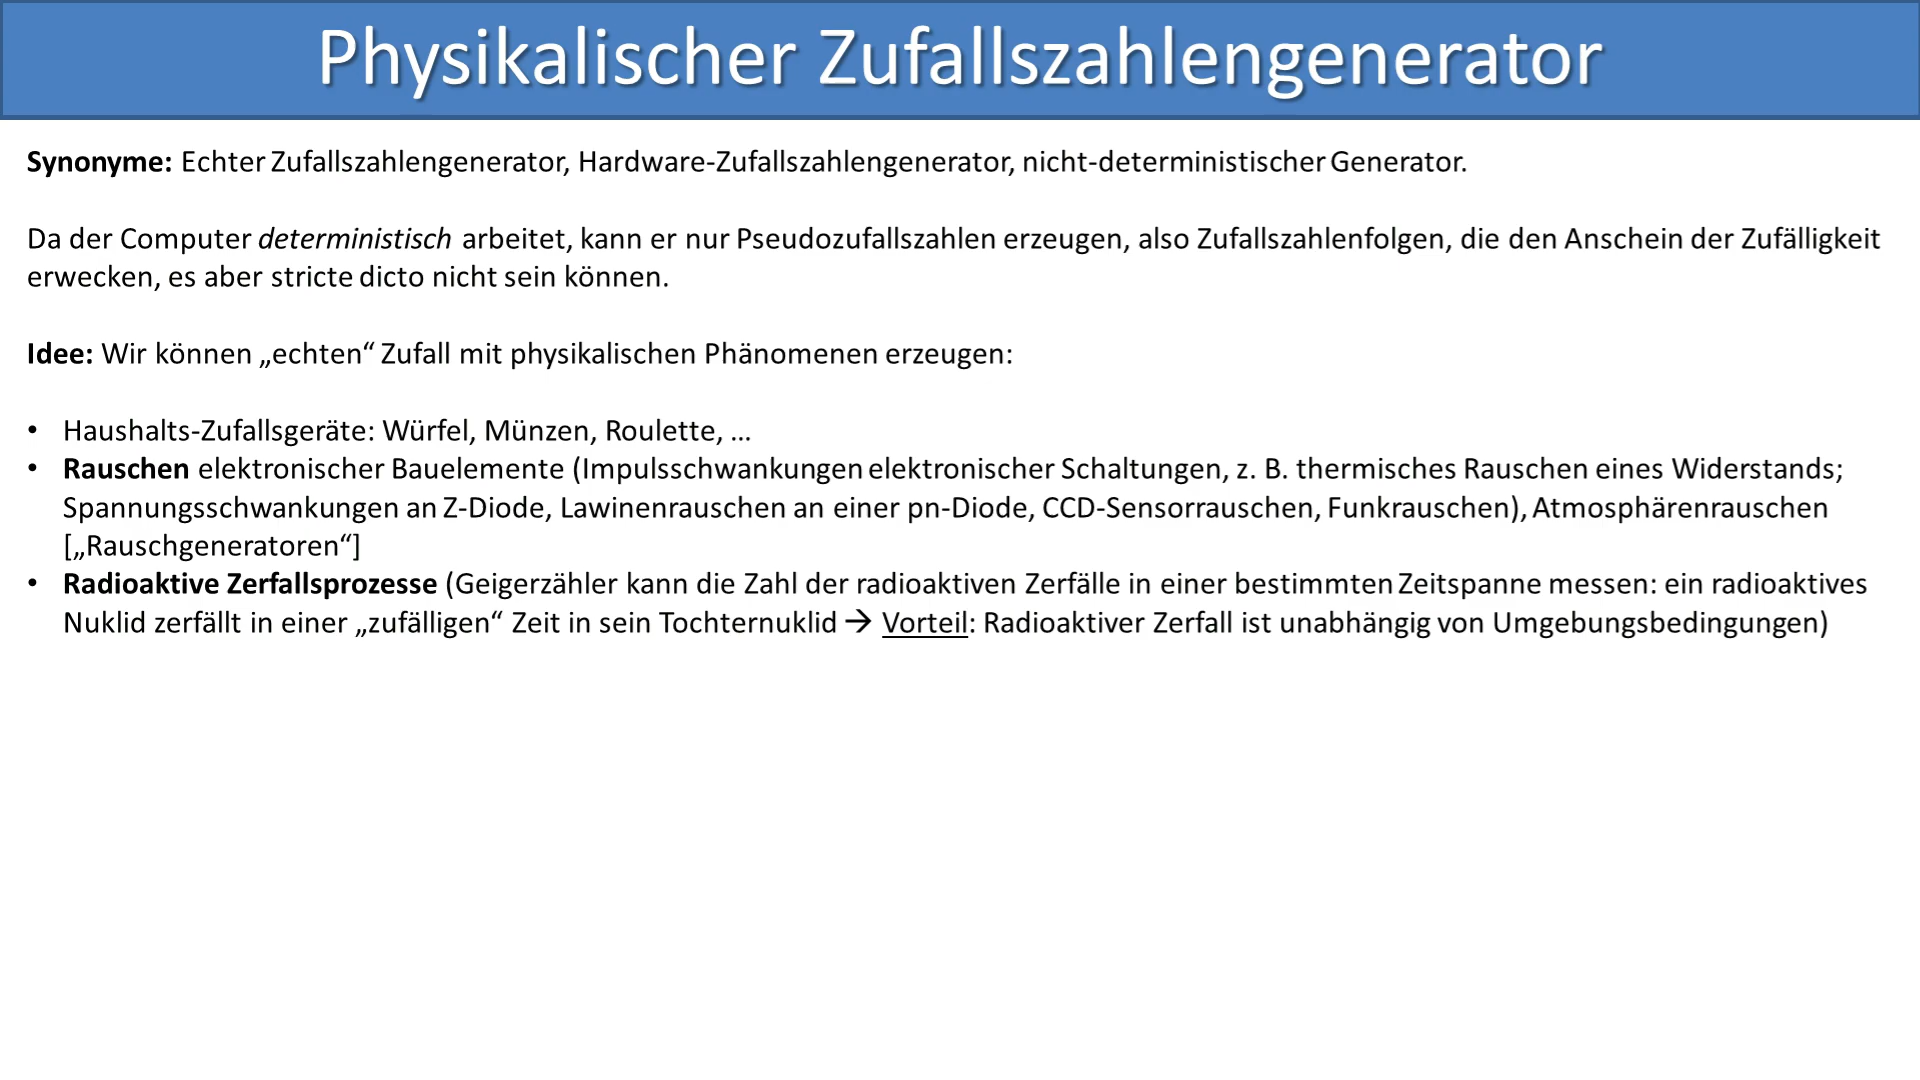 Physikalischer Zufallszahlengenerator
Synonyme: Echter Zufallszahlengenerator, Hardware-Zufallszahlengenerator, nicht-deterministischer Generator.
Da der Computer deterministisch arbeitet, kann er nur Pseudozufallszahlen erzeugen, also Zufallszahlenfolgen, die den Anschein der Zufälligkeit
erwecken, es aber stricte dicto nicht sein können.
Idee: Wir können „echten“ Zufall mit physikalischen Phänomenen erzeugen:
• Haushalts-Zufallsgeräte: Würfel, Münzen, Roulette, …
• Rauschen elektronischer Bauelemente (Impulsschwankungen elektronischer Schaltungen, z. B. thermisches Rauschen eines Widerstands;
Spannungsschwankungen an Z-Diode, Lawinenrauschen an einer pn-Diode, CCD-Sensorrauschen, Funkrauschen), Atmosphärenrauschen
[„Rauschgeneratoren“]
• Radioaktive Zerfallsprozesse (Geigerzähler kann die Zahl der radioaktiven Zerfälle in einer bestimmten Zeitspanne messen: ein radioaktives
Nuklid zerfällt in einer „zufälligen“ Zeit in sein Tochternuklid → Vorteil: Radioaktiver Zerfall ist unabhängig von Umgebungsbedingungen)